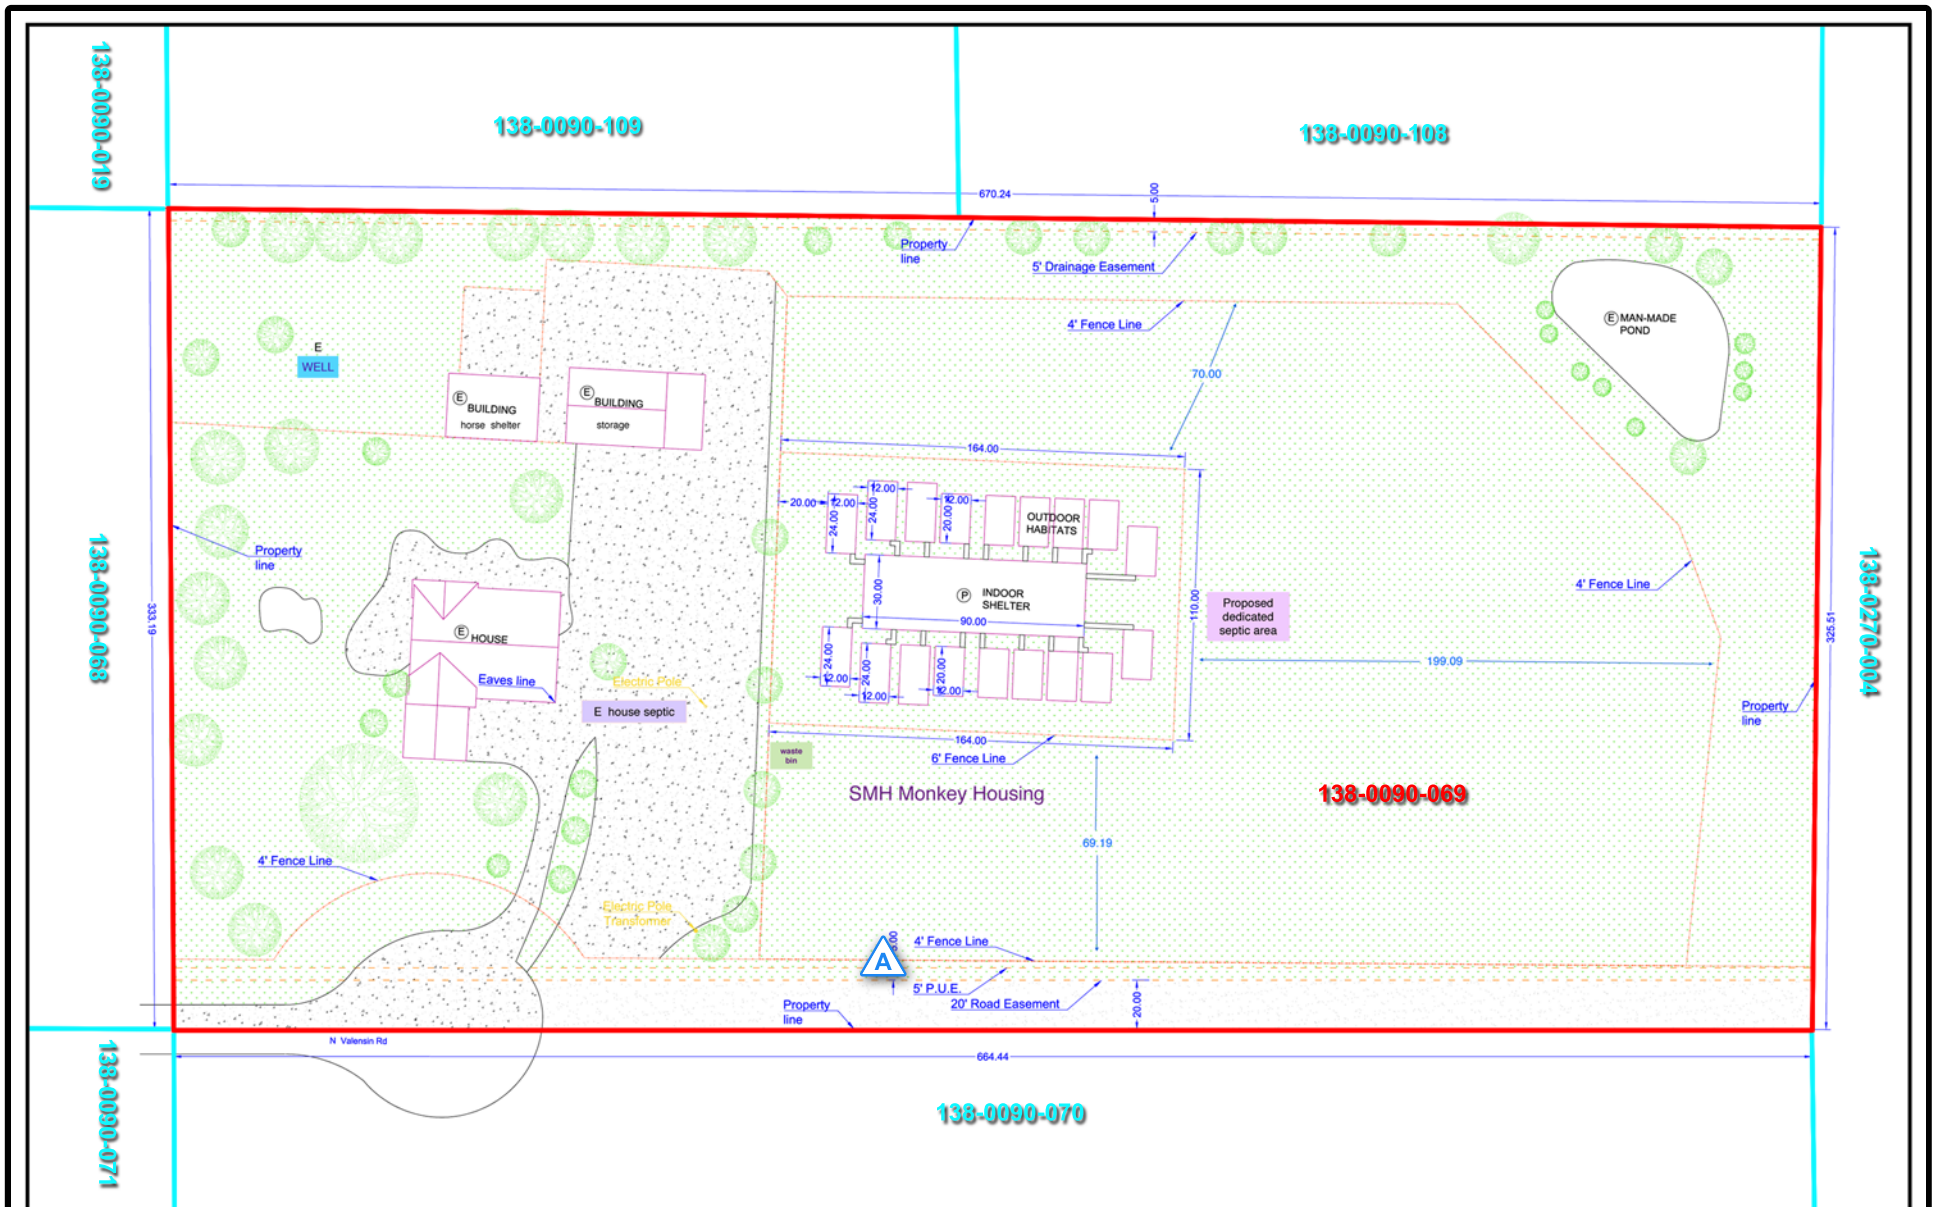 138-0090-019
138-0090-109
138-0090-108
670.24
5.00
Property
line
5' Drainage Easement
4' Fence Line
E MAN-MADE
POND
E
WELL
70.00
E
BUILDING
horse shelter
E
BUILDING
storage
164.00
20.00
12.00
12.00
12.00
24.00
24.00
20.00
OUTDOOR
HABITATS
Property
line
4' Fence Line
138-0090-068
333.19
138-0270-004
325.51
30.00
P INDOOR
SHELTER
90.00
110.00
Proposed
dedicated
septic area
E HOUSE
Eaves line
Electric Pole
E house septic
24.00
24.00
20.00
12.00
12.00
12.00
199.09
Property
line
164.00
waste
bin
6' Fence Line
SMH Monkey Housing
138-0090-069
69.19
4' Fence Line
Electric Pole
Transformer
A
4' Fence Line
5' P.U.E.
20' Road Easement
20.00
Property
line
N Valensin Rd
664.44
138-0090-071
138-0090-070